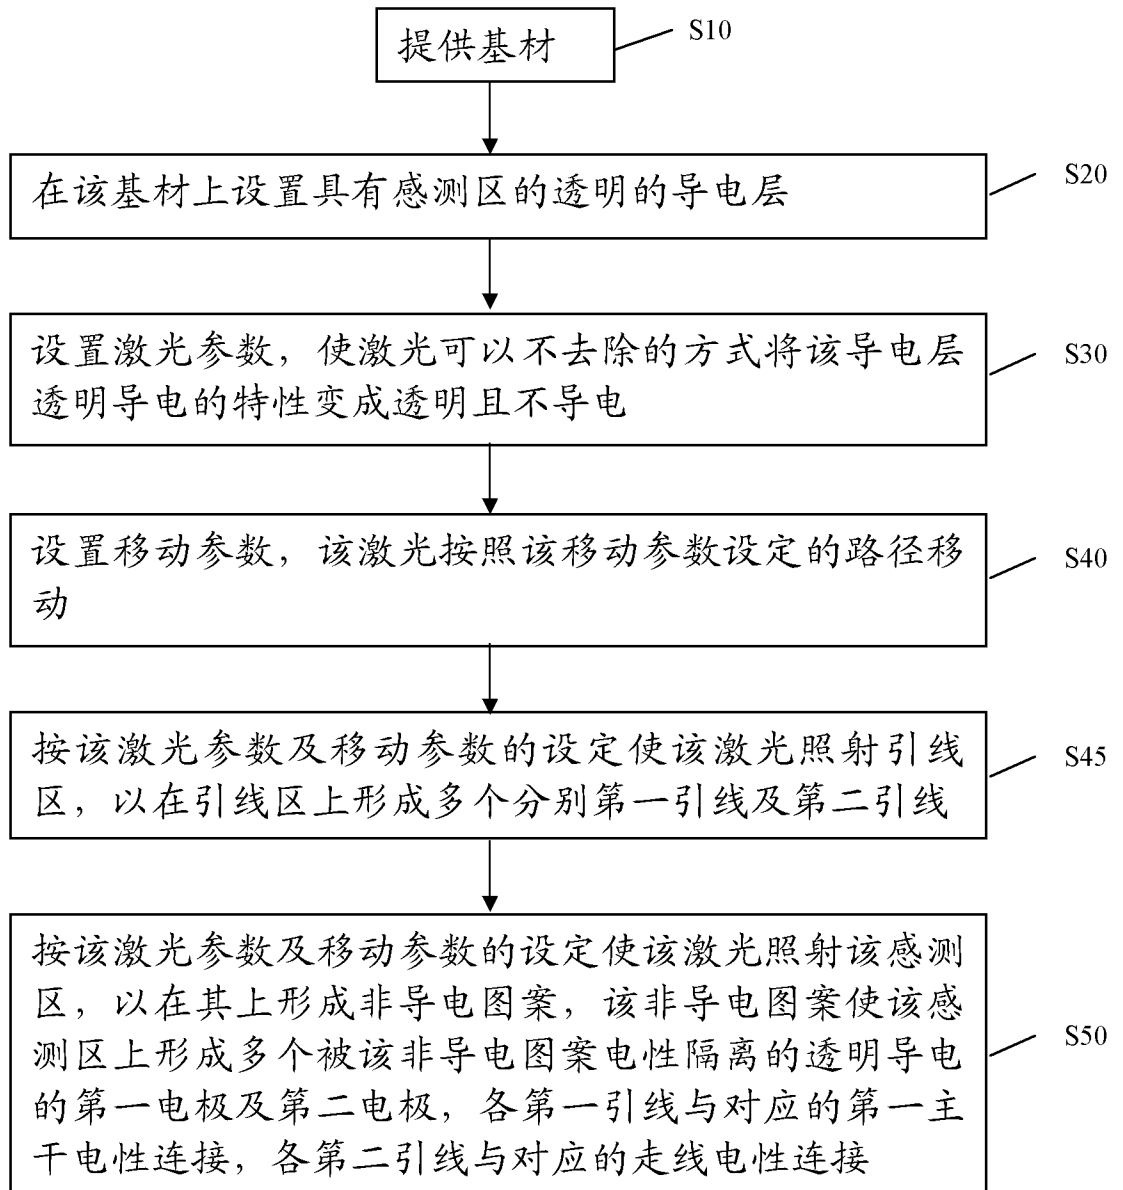 提供基材
S10
在该基材上设置具有感测区的透明的导电层
S20
设置激光参数，使激光可以不去除的方式将该导电层
透明导电的特性变成透明且不导电
S30
设置移动参数，该激光按照该移动参数设定的路径移
动
S40
按该激光参数及移动参数的设定使该激光照射引线
区，以在引线区上形成多个分别第一引线及第二引线
S45
按该激光参数及移动参数的设定使该激光照射该感测
区，以在其上形成非导电图案，该非导电图案使该感
测区上形成多个被该非导电图案电性隔离的透明导电
的第一电极及第二电极，各第一引线与对应的第一主
干电性连接，各第二引线与对应的走线电性连接
S50